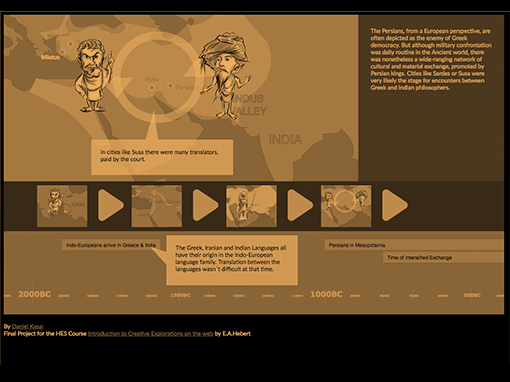 The Persians, from a European perspective, are
often depicted as the enemy of Greek
democracy. But although military confrontation
was daily routine in the Ancient world, there
was nonetheless a wide-ranging network of
cultural and material exchange, promoted by
Persian kings. Cities like Sardes or Susa were
very likely the stage for encounters between
Greek and Indian philosophers.
Miletus
Susa
INDUS
VALLEY
INDIA
In cities like Susa there were many translators,
paid by the court.
Indo-Europeans arrive in Greece & India
The Greek, Iranian and Indian Languages all
have their origin in the Indo-European
language family. Translation between the
languages wasn´t difficult at that time.
Persians in Mesopotamia
Time of Intensified Exchange
2000BC
1500BC
1000BC
500BC
By Daniel Kasaj
Final Project for the HES Course Introduction to Creative Explorations on the web by E.A.Hebert